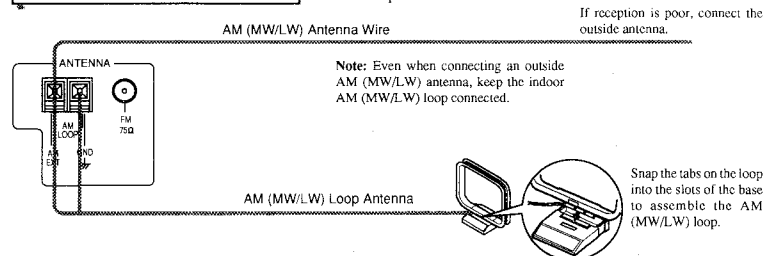 If reception is poor, connect the
outside antenna.
AM (MW/LW) Antenna Wire
ANTENNA
Note: Even when connecting an outside
AM (MW/LW) antenna, keep the indoor
AM (MW/LW) loop connected.
FM
75Ω
AM
LOOP
AM
EXT
GND
AM (MW/LW) Loop Antenna
Snap the tabs on the loop
into the slots of the base
to assemble the AM
(MW/LW) loop.